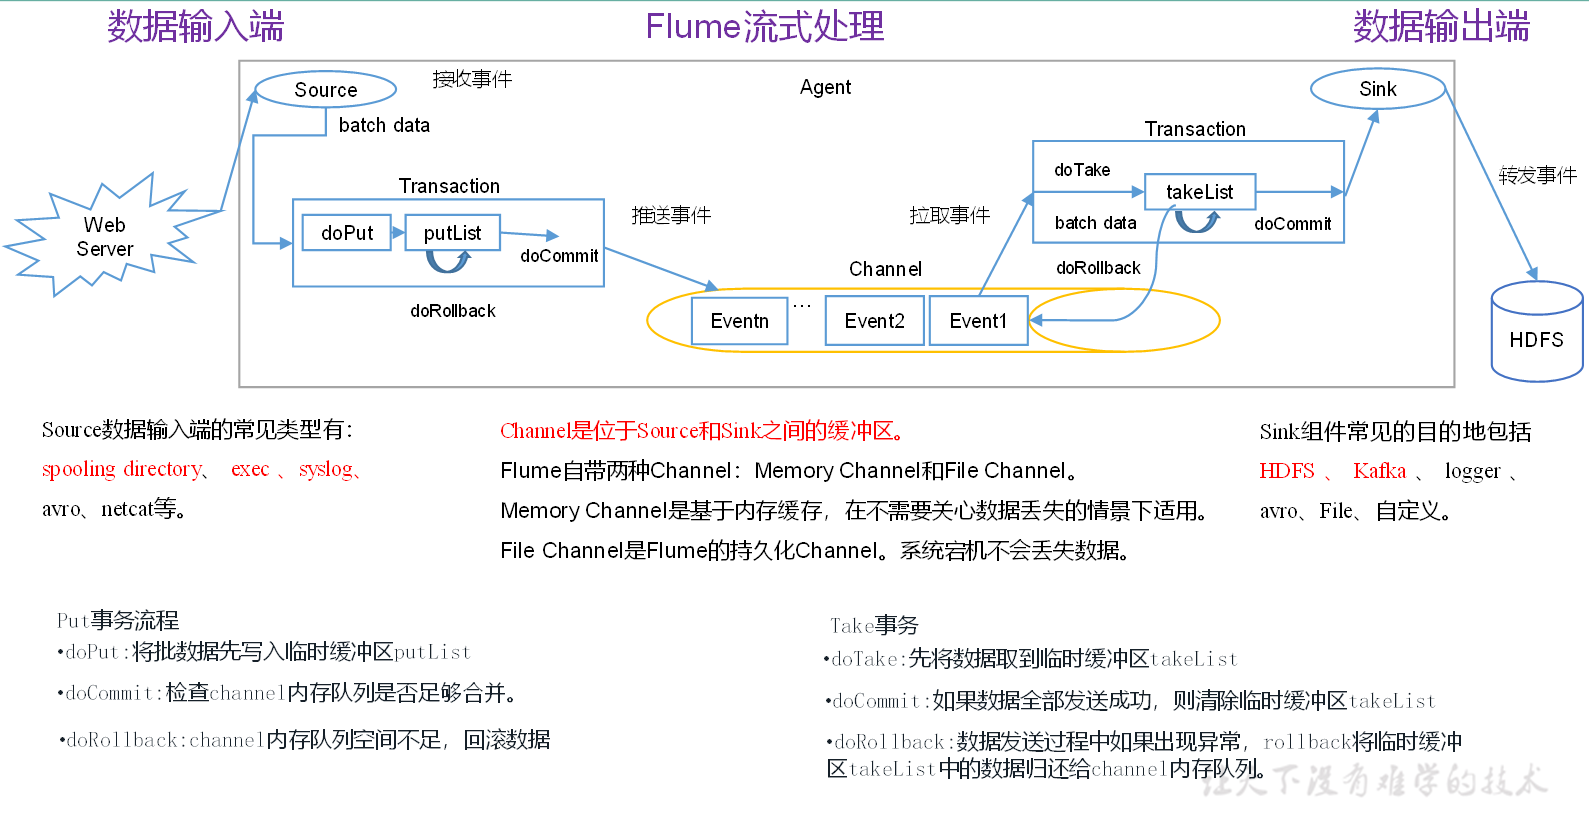 数据输入端
Flume流式处理
数据输出端
Source
接收事件
Agent
Sink
batch data
Transaction
doTake
takeList
batch data
doCommit
doRollback
转发事件
Web
Server
Transaction
doPut
putList
doCommit
doRollback
推送事件
拉取事件
Channel
Eventn
...
Event2
Event1
HDFS
Source数据输入端的常见类型有：
spooling directory、 exec 、syslog、
avro、netcat等。
Channel是位于Source和Sink之间的缓冲区。
Flume自带两种Channel：Memory Channel和File Channel。
Memory Channel是基于内存缓存，在不需要关心数据丢失的情景下适用。
File Channel是Flume的持久化Channel。系统宕机不会丢失数据。
Sink组件常见的目的地包括
HDFS 、 Kafka 、 logger 、
avro、File、自定义。
Put事务流程
•doPut:将批数据先写入临时缓冲区putList
•doCommit:检查channel内存队列是否足够合并。
•doRollback:channel内存队列空间不足，回滚数据
Take事务
•doTake:先将数据取到临时缓冲区takeList
•doCommit:如果数据全部发送成功，则清除临时缓冲区takeList
•doRollback:数据发送过程中如果出现异常，rollback将临时缓冲
区takeList中的数据归还给channel内存队列。
让天下没有难学的技术